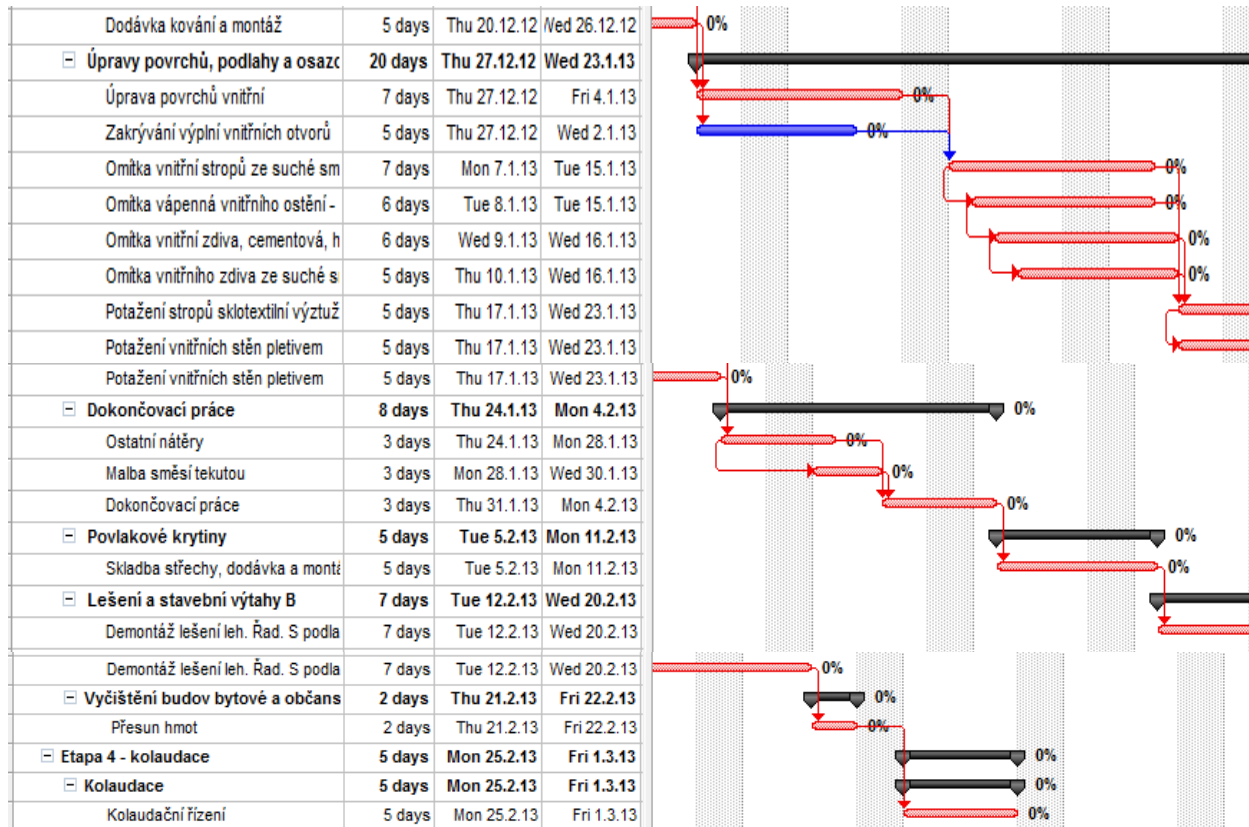 Dodávka kování a montáž 5 days Thu 20.12.12 Wed 26.12.12 0%
Úpravy povrchů, podlahy a osazo 20 days Thu 27.12.12 Wed 23.1.13
Úprava povrchů vnitřní 7 days Thu 27.12.12 Fri 4.1.13 0%
Zakrývání výplní vnitřních otvorů 5 days Thu 27.12.12 Wed 2.1.13 0%
Omítka vnitřní stropů ze suché sm 7 days Mon 7.1.13 Tue 15.1.13 0%
Omítka vápenná vnitřního ostění - 6 days Tue 8.1.13 Tue 15.1.13 0%
Omítka vnitřní zdiva, cementová, h 6 days Wed 9.1.13 Wed 16.1.13 0%
Omítka vnitřního zdiva ze suché s 5 days Thu 10.1.13 Wed 16.1.13 0%
Potažení stropů sklotextilní výztuž 5 days Thu 17.1.13 Wed 23.1.13
Potažení vnitřních stěn pletivem 5 days Thu 17.1.13 Wed 23.1.13
Potažení vnitřních stěn pletivem 5 days Thu 17.1.13 Wed 23.1.13 0%
Dokončovací práce 8 days Thu 24.1.13 Mon 4.2.13 0%
Ostatní nátěry 3 days Thu 24.1.13 Mon 28.1.13 0%
Malba směsí tekutou 3 days Mon 28.1.13 Wed 30.1.13 0%
Dokončovací práce 3 days Thu 31.1.13 Mon 4.2.13 0%
Povlakové krytiny 5 days Tue 5.2.13 Mon 11.2.13 0%
Skladba střechy, dodávka a montá 5 days Tue 5.2.13 Mon 11.2.13 0%
Lešení a stavební výtahy B 7 days Tue 12.2.13 Wed 20.2.13
Demontáž lešení leh. Řad. S podla 7 days Tue 12.2.13 Wed 20.2.13
Demontáž lešení leh. Řad. S podla 7 days Tue 12.2.13 Wed 20.2.13 0%
Vyčištění budov bytové a občans 2 days Thu 21.2.13 Fri 22.2.13 0%
Přesun hmot 2 days Thu 21.2.13 Fri 22.2.13 0%
Etapa 4 - kolaudace 5 days Mon 25.2.13 Fri 1.3.13 0%
Kolaudace 5 days Mon 25.2.13 Fri 1.3.13 0%
Kolaudační řízení 5 days Mon 25.2.13 Fri 1.3.13 0%